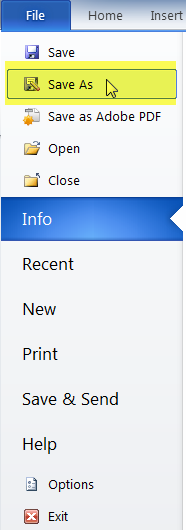 File Home Insert
Save
Save As
Save as Adobe PDF
Open
Close
Info
Recent
New
Print
Save & Send
Help
Options
Exit